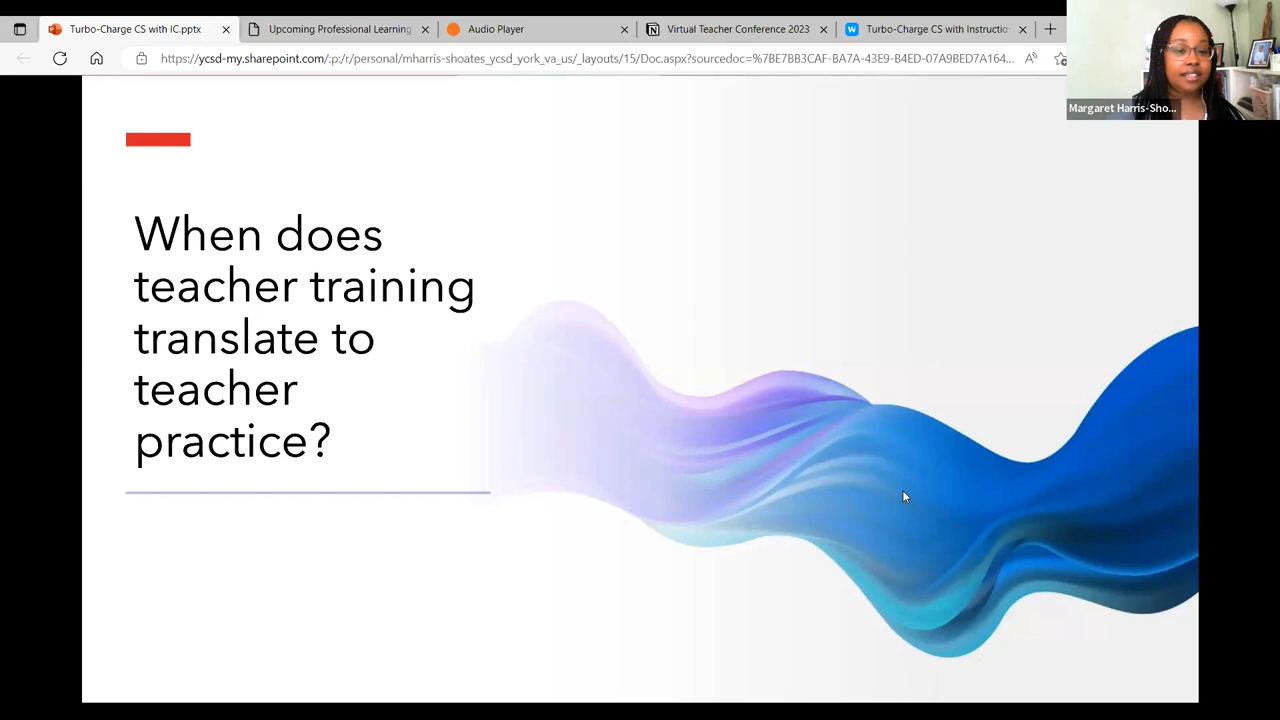 Turbo-Charge CS with IC.pptx
Upcoming Professional Learning
Audio Player
Virtual Teacher Conference 2023
Turbo-Charge CS with Instructio
https://ycsd-my.sharepoint.com/:p:/r/personal/mharris-shoates_ycsd_york_va_us/_layouts/15/Doc.aspx?sourcedoc=%7BE7BB3CAF-BA7A-43E9-B4ED-07A9BED7A164...
Margaret Harris-Sho...
When does
teacher training
translate to
teacher
practice?